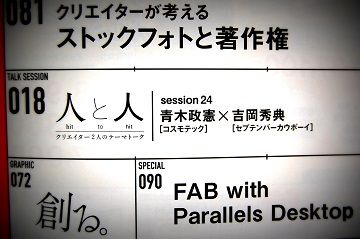 081
クリエイターが考える
ストックフォトと著作権
TALK SESSION
018
人と人
hit to hit
クリエイター2人のテーマトーク
session 24
青木政憲×吉岡秀典
[コスモテック] [セプテンバーカウボーイ]
GRAPHIC
072
創る。
SPECIAL
090
FAB with
Parallels Desktop